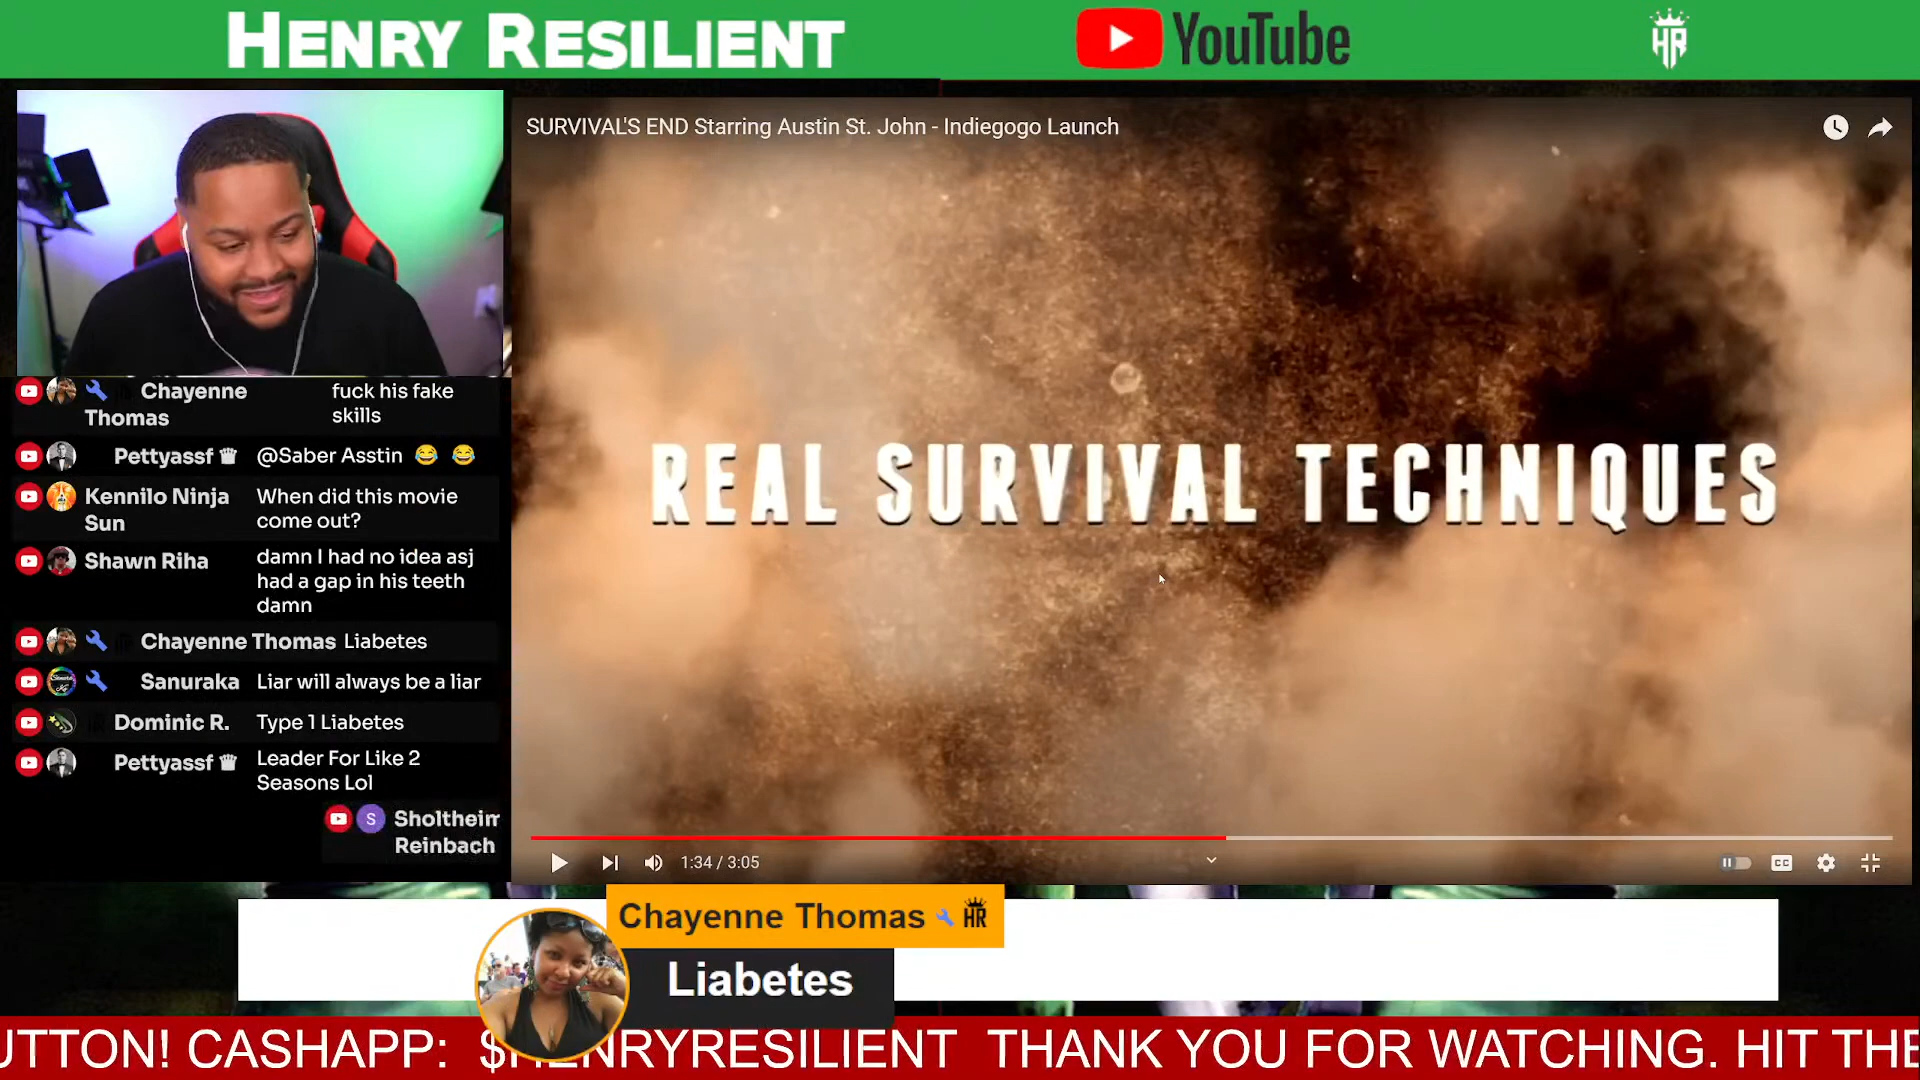 HENRY RESILIENT
YouTube
HR
SURVIVAL'S END Starring Austin St. John - Indiegogo Launch
REAL SURVIVAL TECHNIQUES
1:34 / 3:05
CC
Chayenne Thomas fuck his fake skills
Pettyassf @Saber Asstin 😂 😂
Kennilo Ninja Sun When did this movie come out?
Shawn Riha damn I had no idea asj had a gap in his teeth damn
Chayenne Thomas Liabetes
Sanuraka Liar will always be a liar
Dominic R. Type 1 Liabetes
Pettyassf Leader For Like 2 Seasons Lol
S Sholtheim Reinbach
Chayenne Thomas HR
Liabetes
UTTON! CASHAPP: $HENRYRESILIENT THANK YOU FOR WATCHING. HIT THE